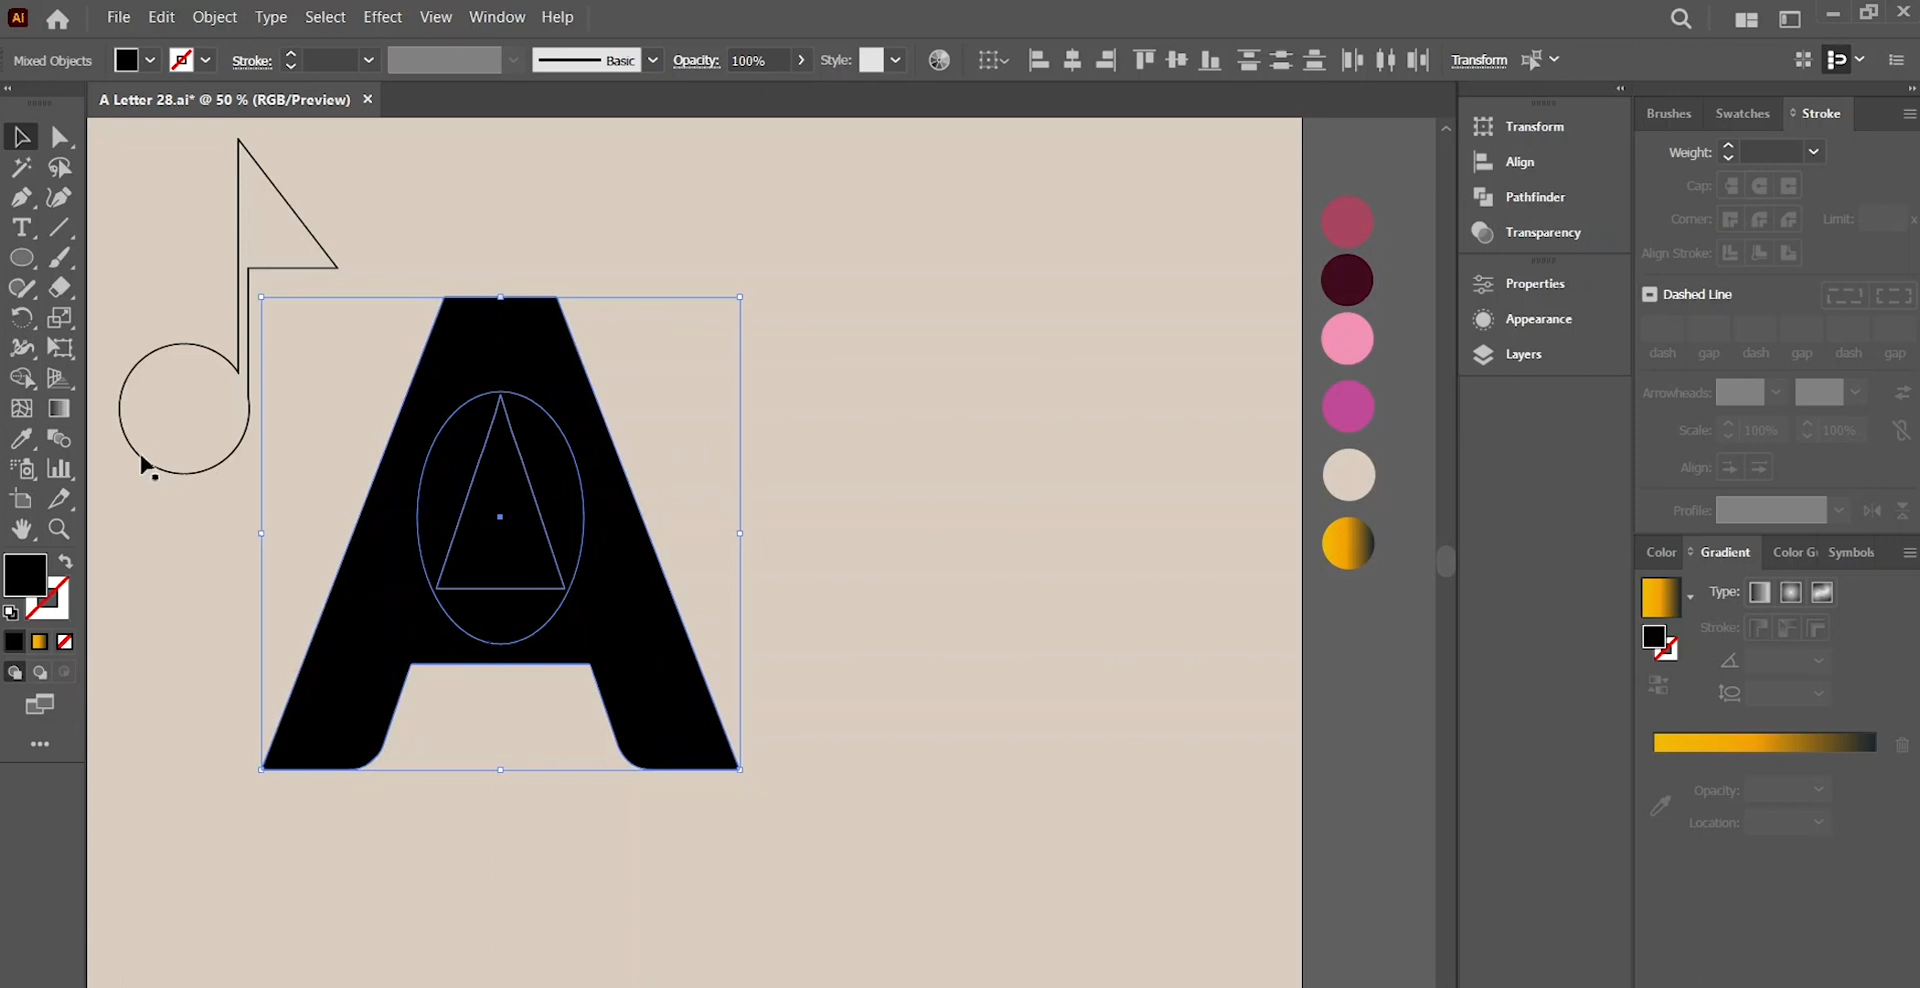 Ai File Edit Object Type Select Effect View Window Help
Mixed Objects Stroke: Basic Opacity: 100% Style: Transform
A Letter 28.ai* @ 50 % (RGB/Preview) ×
Transform
Align
Pathfinder
Transparency
Properties
Appearance
Layers
Brushes Swatches Stroke
Weight:
Cap:
Corner: Limit: x
Align Stroke:
Dashed Line
dash gap dash gap dash gap
Arrowheads:
Scale: 100% 100%
Align:
Profile:
Color Gradient Color G Symbols
Type:
Stroke:
Opacity:
Location:
T
A